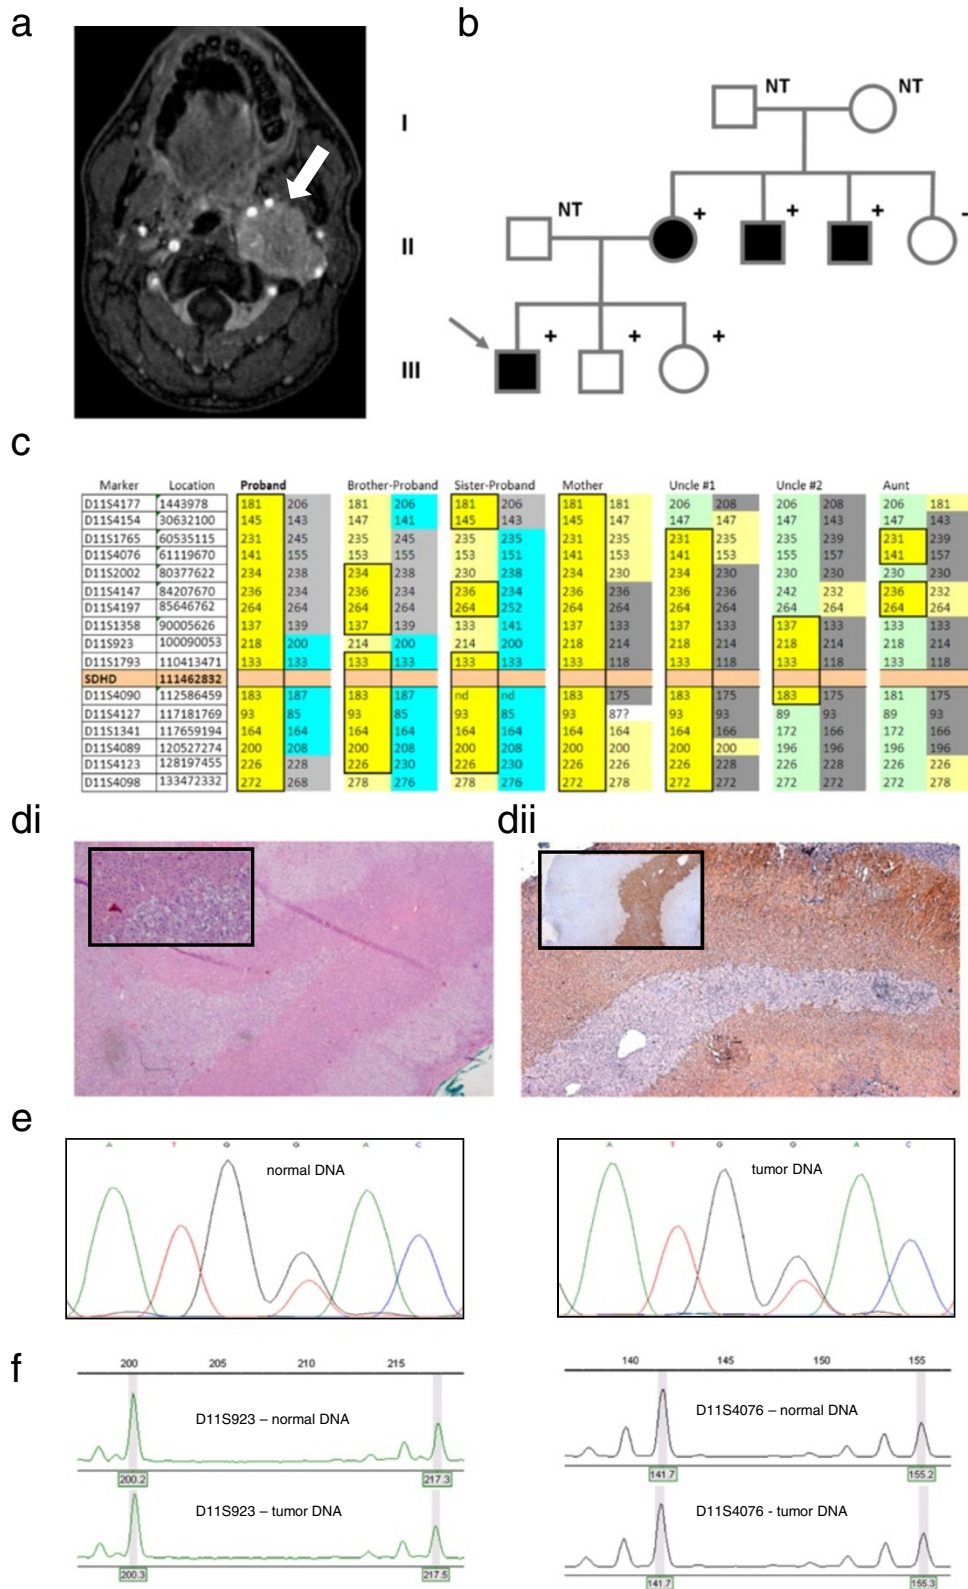 a
b
NT
NT
I
NT
+
+
+
-
II
+
+
+
III
c
Marker Location Proband Brother-Proband Sister-Proband Mother Uncle #1 Uncle #2 Aunt
D11S4177 1443978 181 206 181 206 181 206 181 181 206 208 206 208 206 181
D11S4154 30632100 145 143 147 141 145 143 145 147 147 147 147 143 147 143
D11S1765 60535115 231 245 235 245 235 235 231 235 231 235 235 239 231 239
D11S4076 61119670 141 155 153 155 153 151 141 153 141 153 155 157 141 157
D11S2002 80377622 234 238 234 238 230 238 234 230 234 230 230 230 230 230
D11S4147 84207670 236 234 236 234 236 234 236 236 236 236 242 232 236 232
D11S4197 85646762 264 264 264 264 264 252 264 264 264 264 264 264 264 264
D11S1358 90005626 137 139 137 139 133 141 137 133 137 133 137 133 133 133
D11S923 100090053 218 200 214 200 214 200 218 214 218 214 218 214 218 214
D11S1793 110413471 133 133 133 133 133 133 133 118 133 118 133 118 133 118
SDHD 111462832
D11S4090 112586459 183 187 183 187 nd nd 183 175 183 175 183 175 181 175
D11S4127 117181769 93 85 93 85 93 85 93 87? 93 93 89 93 89 93
D11S1341 117659194 164 164 164 164 164 164 164 164 164 166 172 166 172 166
D11S4089 120527274 200 208 200 208 200 208 200 200 200 200 196 196 196 196
D11S4123 128197455 226 228 226 230 226 230 226 226 226 228 226 228 226 226
D11S4098 133472332 272 268 278 276 278 276 272 278 272 272 272 272 272 278
di
dii
e
A T G G A C
normal DNA
A T G G A C
tumor DNA
f
200 205 210 215
D11S923 – normal DNA
200.2 217.3
D11S923 – tumor DNA
200.3 217.5
140 145 150 155
D11S4076 – normal DNA
141.7 155.2
D11S4076 - tumor DNA
141.7 155.3